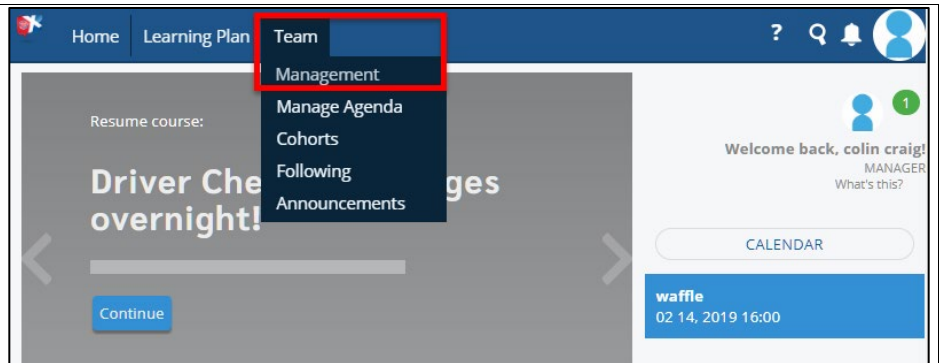 Home Learning Plan Team ?
Management
Manage Agenda
Cohorts
Following
Announcements
Resume course:
Driver Che ges
overnight!
Continue
1
Welcome back, colin craig!
MANAGER
What's this?
CALENDAR
waffle
02 14, 2019 16:00